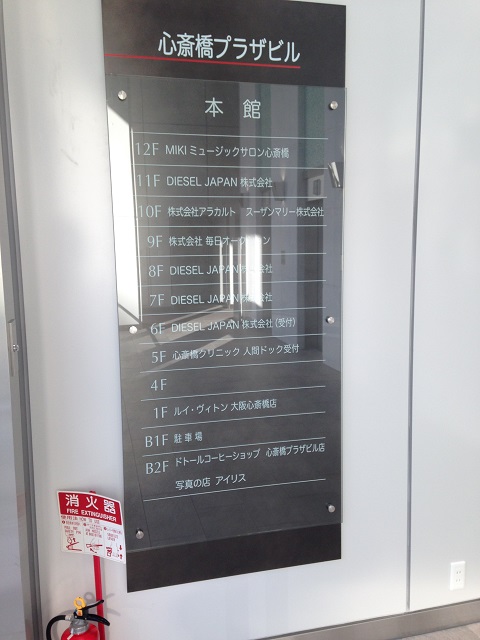 心斎橋プラザビル
本館
12F MIKIミュージックサロン心斎橋
11F DIESEL JAPAN 株式会社
10F 株式会社アラカルト スーザンマリー株式会社
9F 株式会社 毎日オークション
8F DIESEL JAPAN 株式会社
7F DIESEL JAPAN 株式会社
6F DIESEL JAPAN 株式会社(受付)
5F 心斎橋クリニック 人間ドック受付
4F
1F ルイ・ヴィトン 大阪心斎橋店
B1F 駐車場
B2F ドトールコーヒーショップ 心斎橋プラザビル店
写真の店 アイリス
消火器
FIRE EXTINGUISHER